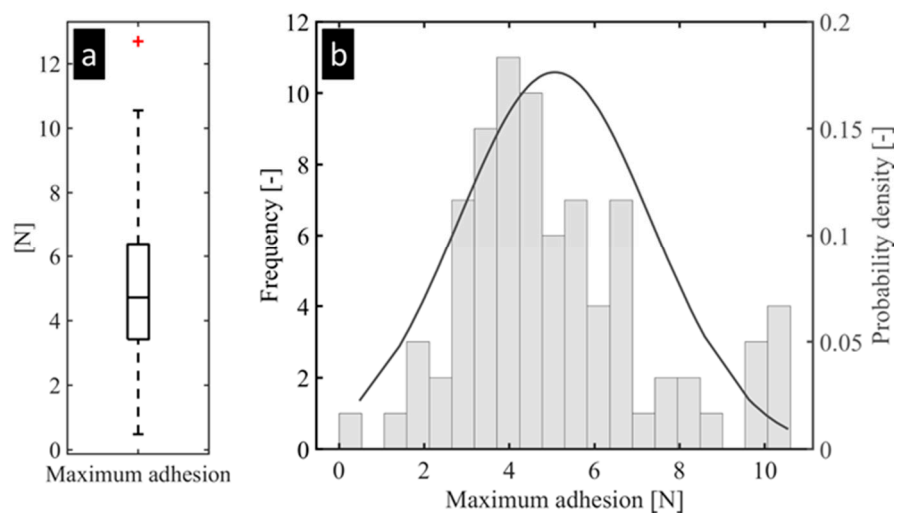 a
12
10
8
6
4
2
0
[N]
Maximum adhesion
b
12
10
8
6
4
2
0
Frequency [-]
0.2
0.15
0.1
0.05
0
Probability density [-]
0 2 4 6 8 10
Maximum adhesion [N]